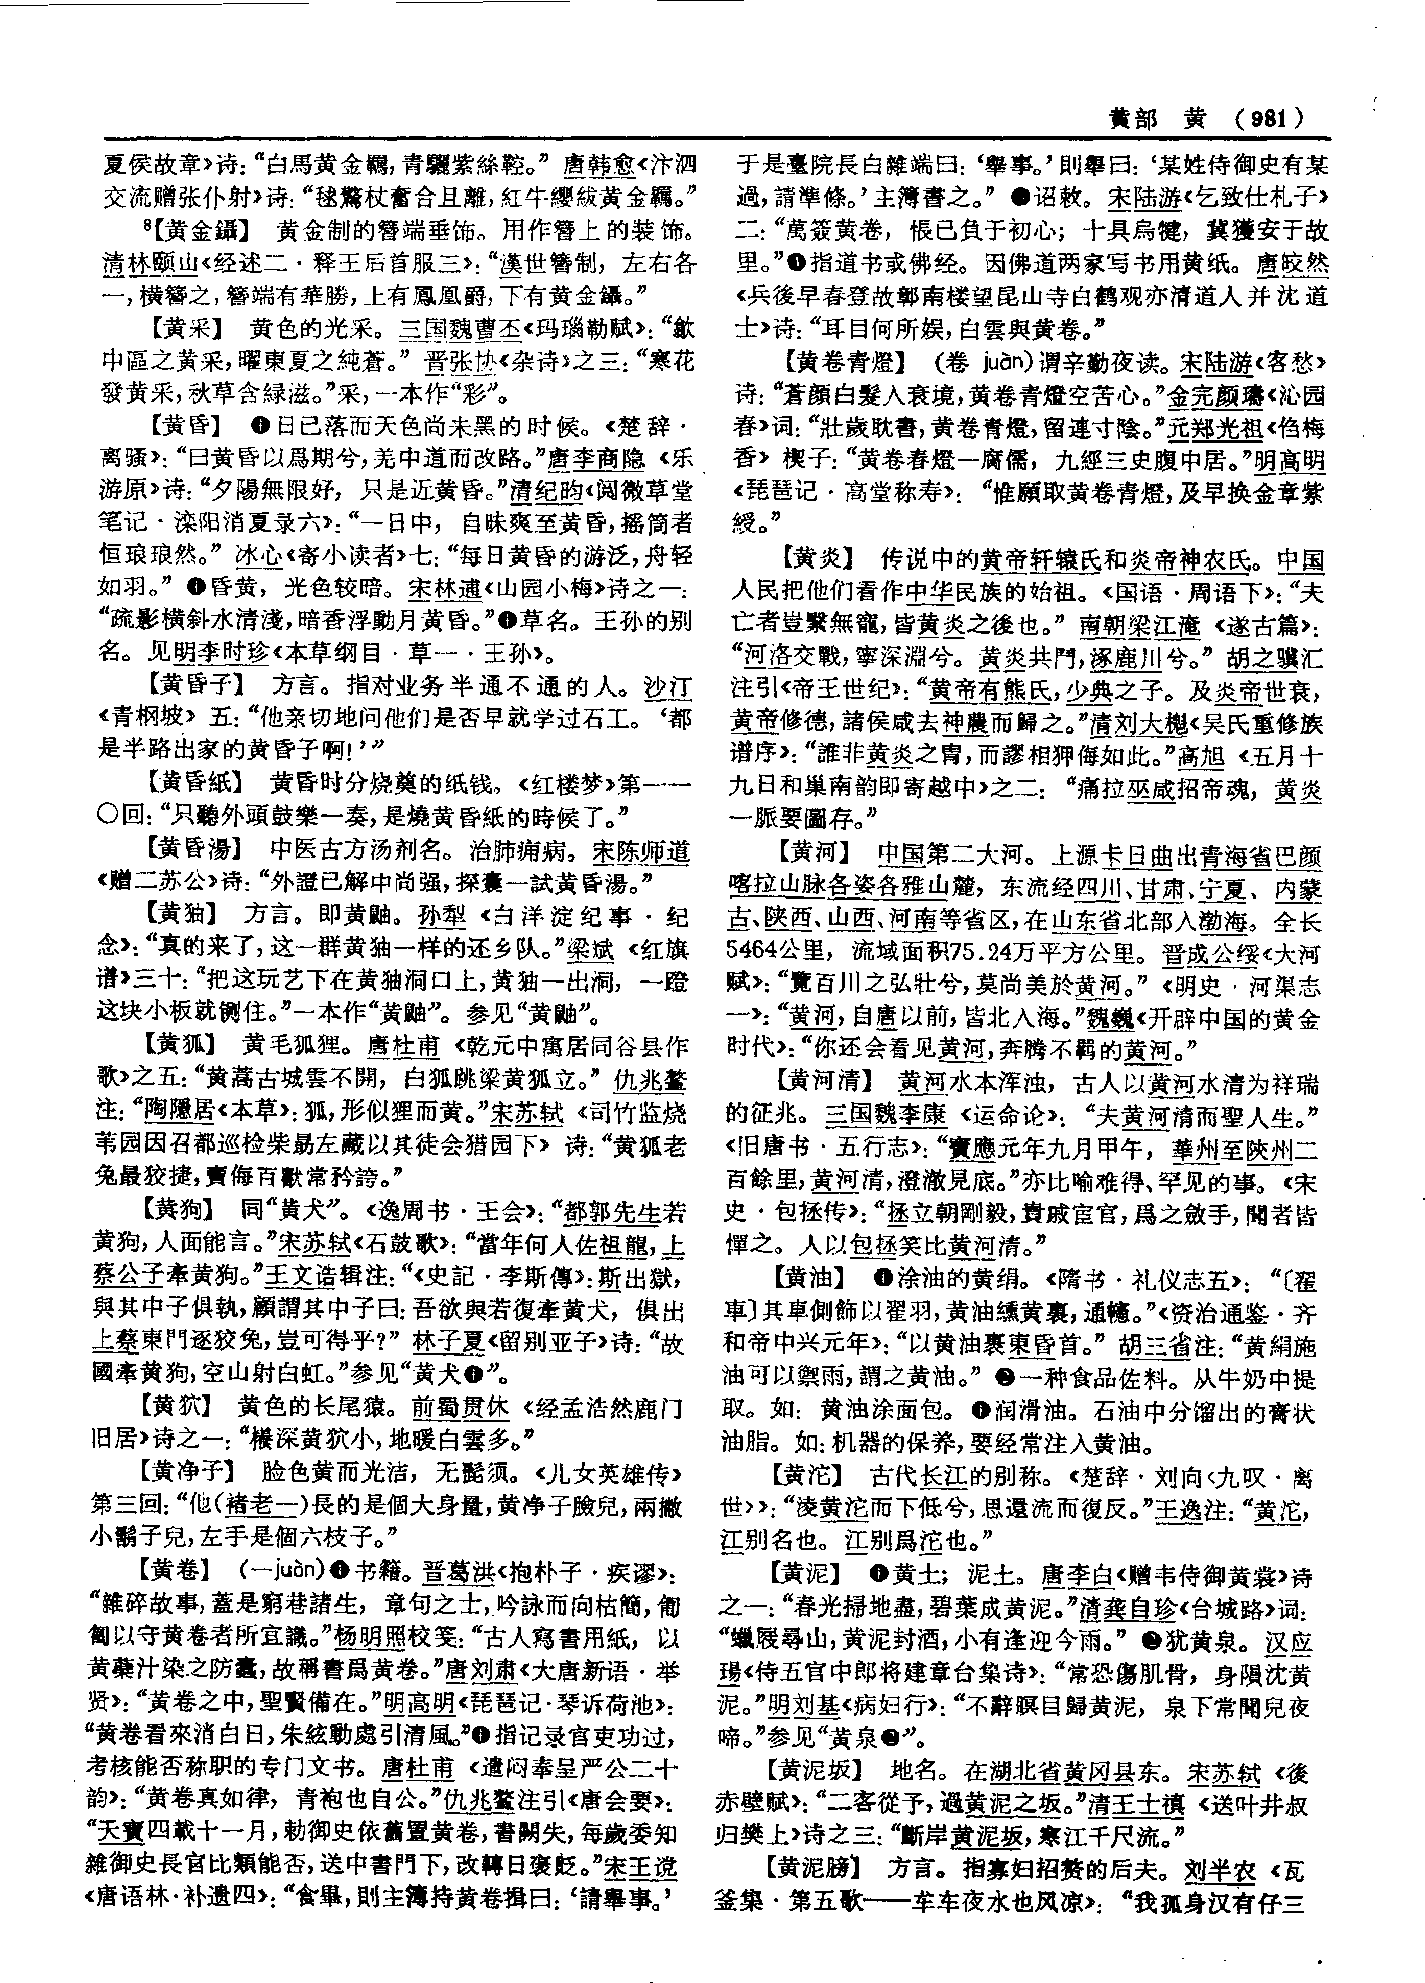 黄部　黄　（981）
夏侯故章》诗：“白馬黄金羈，青驪紫絲鞚。”唐韩愈《汴泗
交流赠张仆射》诗：“毬驚杖奮合且離，紅牛纓紱黄金羈。”
8【黄金鑷】　黄金制的簪端垂饰。用作簪上的装饰。
清林颐山《经述二·释王后首服三》：“漢世簪制，左右各
一，横簪之，簪端有華勝，上有鳳凰爵，下有黄金鑷。”
【黄采】　黄色的光采。三国魏曹丕《玛瑙勒赋》：“歙
中區之黄采，曜東夏之純蒼。”晋张协《杂诗》之三：“寒花
發黄采，秋草含緑滋。”采，一本作“彩”。
【黄昏】　❶日已落而天色尚未黑的时候。《楚辞·
离骚》：“曰黄昏以爲期兮，羌中道而改路。”唐李商隐《乐
游原》诗：“夕陽無限好，只是近黄昏。”清纪昀《阅微草堂
笔记·滦阳消夏录六》：“一日中，自昧爽至黄昏，摇筒者
恒琅琅然。”冰心《寄小读者》七：“每日黄昏的游泛，舟轻
如羽。”❷昏黄，光色较暗。宋林逋《山园小梅》诗之一：
“疏影横斜水清淺，暗香浮動月黄昏。”❸草名。王孙的别
名。见明李时珍《本草纲目·草一·王孙》。
【黄昏子】　方言。指对业务半通不通的人。沙汀
《青㭎坡》五：“他亲切地问他们是否早就学过石工。‘都
是半路出家的黄昏子啊！’”
【黄昏紙】　黄昏时分烧奠的纸钱。《红楼梦》第一一
〇回：“只聽外頭鼓樂一奏，是燒黄昏紙的時候了。”
【黄昏湯】　中医古方汤剂名。治肺痈病。宋陈师道
《赠二苏公》诗：“外證已解中尚强，探囊一試黄昏湯。”
【黄㹨】　方言。即黄鼬。孙犁《白洋淀纪事·纪
念》：“真的来了，这一群黄㹨一样的还乡队。”梁斌《红旗
谱》三十：“把这玩艺下在黄㹨洞口上，黄㹨一出洞，一蹬
这块小板就倒住。”一本作“黄鼬”。参见“黄鼬”。
【黄狐】　黄毛狐狸。唐杜甫《乾元中寓居同谷县作
歌》之五：“黄蒿古城雲不開，白狐跳梁黄狐立。”仇兆鳌
注：“陶隱居《本草》：狐，形似狸而黄。”宋苏轼《司竹监烧
苇园因召都巡检柴勗左藏以其徒会猎园下》诗：“黄狐老
兔最狡捷，賣侮百獸常矜誇。”
【黄狗】　同“黄犬”。《逸周书·王会》：“都郭先生若
黄狗，人面能言。”宋苏轼《石鼓歌》：“當年何人佐祖龍，上
蔡公子牽黄狗。”王文诰辑注：“《史記·李斯傳》：斯出獄，
與其中子俱執，顧謂其中子曰：吾欲與若復牽黄犬，俱出
上蔡東門逐狡兔，豈可得乎？”林子夏《留别亚子》诗：“故
國牽黄狗，空山射白虹。”参见“黄犬❶”。
【黄狖】　黄色的长尾猿。前蜀贯休《经孟浩然鹿门
旧居》诗之一：“棲深黄狖小，地暖白雲多。”
【黄净子】　脸色黄而光洁，无髭须。《儿女英雄传》
第三回：“他（褚老一）長的是個大身量，黄净子臉兒，兩撇
小鬍子兒，左手是個六枝子。”
【黄卷】　（一juàn）❶书籍。晋葛洪《抱朴子·疾谬》：
“雜碎故事，蓋是窮巷諸生，章句之士，吟詠而向枯簡，匍
匐以守黄卷者所宜識。”杨明照校笺：“古人寫書用紙，以
黄蘖汁染之防蠹，故稱書爲黄卷。”唐刘肃《大唐新语·举
贤》：“黄卷之中，聖賢備在。”明高明《琵琶记·琴诉荷池》：
“黄卷看來消白日，朱絃動處引清風。”❷指记录官吏功过，
考核能否称职的专门文书。唐杜甫《遣闷奉呈严公二十
韵》：“黄卷真如律，青袍也自公。”仇兆鳌注引《唐会要》：
“天寶四載十一月，勅御史依舊置黄卷，書闕失，每歲委知
雜御史長官比類能否，送中書門下，改轉日褒貶。”宋王谠
《唐语林·补遗四》：“食畢，則主簿持黄卷揖曰：‘請舉事。’
于是臺院長白雜端曰：‘舉事。’則舉曰：‘某姓侍御史有某
過，請準條。’主簿書之。”❸诏敕。宋陆游《乞致仕札子》
二：“萬簽黄卷，悵已負于初心；十具烏犍，冀獲安于故
里。”❹指道书或佛经。因佛道两家写书用黄纸。唐皎然
《兵後早春登故鄣南楼望昆山寺白鹤观亦清道人并沈道
士》诗：“耳目何所娱，白雲與黄卷。”
【黄卷青燈】　（卷 juàn）谓辛勤夜读。宋陆游《客愁》
诗：“蒼顔白髮入衰境，黄卷青燈空苦心。”金完颜璹《沁园
春》词：“壯歲耽書，黄卷青燈，留連寸陰。”元郑光祖《㑇梅
香》楔子：“黄卷春燈一腐儒，九經三史腹中居。”明高明
《琵琶记·高堂称寿》：“惟願取黄卷青燈，及早换金章紫
綬。”
【黄炎】　传说中的黄帝轩辕氏和炎帝神农氏。中国
人民把他们看作中华民族的始祖。《国语·周语下》：“夫
亡者豈繄無寵，皆黄炎之後也。”南朝梁江淹《遂古篇》：
“河洛交戰，寧深淵兮。黄炎共鬥，涿鹿川兮。”胡之骥汇
注引《帝王世纪》：“黄帝有熊氏，少典之子。及炎帝世衰，
黄帝修德，諸侯咸去神農而歸之。”清刘大櫆《吴氏重修族
谱序》：“誰非黄炎之胄，而謬相狎侮如此。”高旭《五月十
九日和巢南韵即寄越中》之二：“痛拉巫咸招帝魂，黄炎
一脈要圖存。”
【黄河】　中国第二大河。上源卡日曲出青海省巴颜
喀拉山脉各姿各雅山麓，东流经四川、甘肃、宁夏、内蒙
古、陕西、山西、河南等省区，在山东省北部入渤海。全长
5464公里，流域面积75.24万平方公里。晋成公绥《大河
赋》：“覽百川之弘壯兮，莫尚美於黄河。”《明史·河渠志
一》：“黄河，自唐以前，皆北入海。”魏巍《开辟中国的黄金
时代》：“你还会看见黄河，奔腾不羁的黄河。”
【黄河清】　黄河水本浑浊，古人以黄河水清为祥瑞
的征兆。三国魏李康《运命论》：“夫黄河清而聖人生。”
《旧唐书·五行志》：“寶應元年九月甲午，華州至陝州二
百餘里，黄河清，澄澈見底。”亦比喻难得、罕见的事。《宋
史·包拯传》：“拯立朝剛毅，貴戚宦官，爲之斂手，聞者皆
憚之。人以包拯笑比黄河清。”
【黄油】　❶涂油的黄绢。《隋书·礼仪志五》：“〔翟
車〕其車側飾以翟羽，黄油纁黄裏，通幰。”《资治通鉴·齐
和帝中兴元年》：“以黄油裹東昏首。”胡三省注：“黄絹施
油可以禦雨，謂之黄油。”❷一种食品佐料。从牛奶中提
取。如：黄油涂面包。❸润滑油。石油中分馏出的膏状
油脂。如：机器的保养，要经常注入黄油。
【黄沱】　古代长江的别称。《楚辞·刘向〈九叹·离
世〉》：“淩黄沱而下低兮，思還流而復反。”王逸注：“黄沱，
江别名也。江别爲沱也。”
【黄泥】　❶黄土；泥土。唐李白《赠韦侍御黄裳》诗
之一：“春光掃地盡，碧葉成黄泥。”清龚自珍《台城路》词：
“蠟屐尋山，黄泥封酒，小有逢迎今雨。”❷犹黄泉。汉应
玚《侍五官中郎将建章台集诗》：“常恐傷肌骨，身隕沈黄
泥。”明刘基《病妇行》：“不辭瞑目歸黄泥，泉下常聞兒夜
啼。”参见“黄泉❷”。
【黄泥坂】　地名。在湖北省黄冈县东。宋苏轼《後
赤壁賦》：“二客從予，過黄泥之坂。”清王士禛《送叶井叔
归樊上》诗之三：“斷岸黄泥坂，寒江千尺流。”
【黄泥膀】　方言。指寡妇招赘的后夫。刘半农《瓦
釜集·第五歌——车车夜水也风凉》：“我孤身汉有仔三